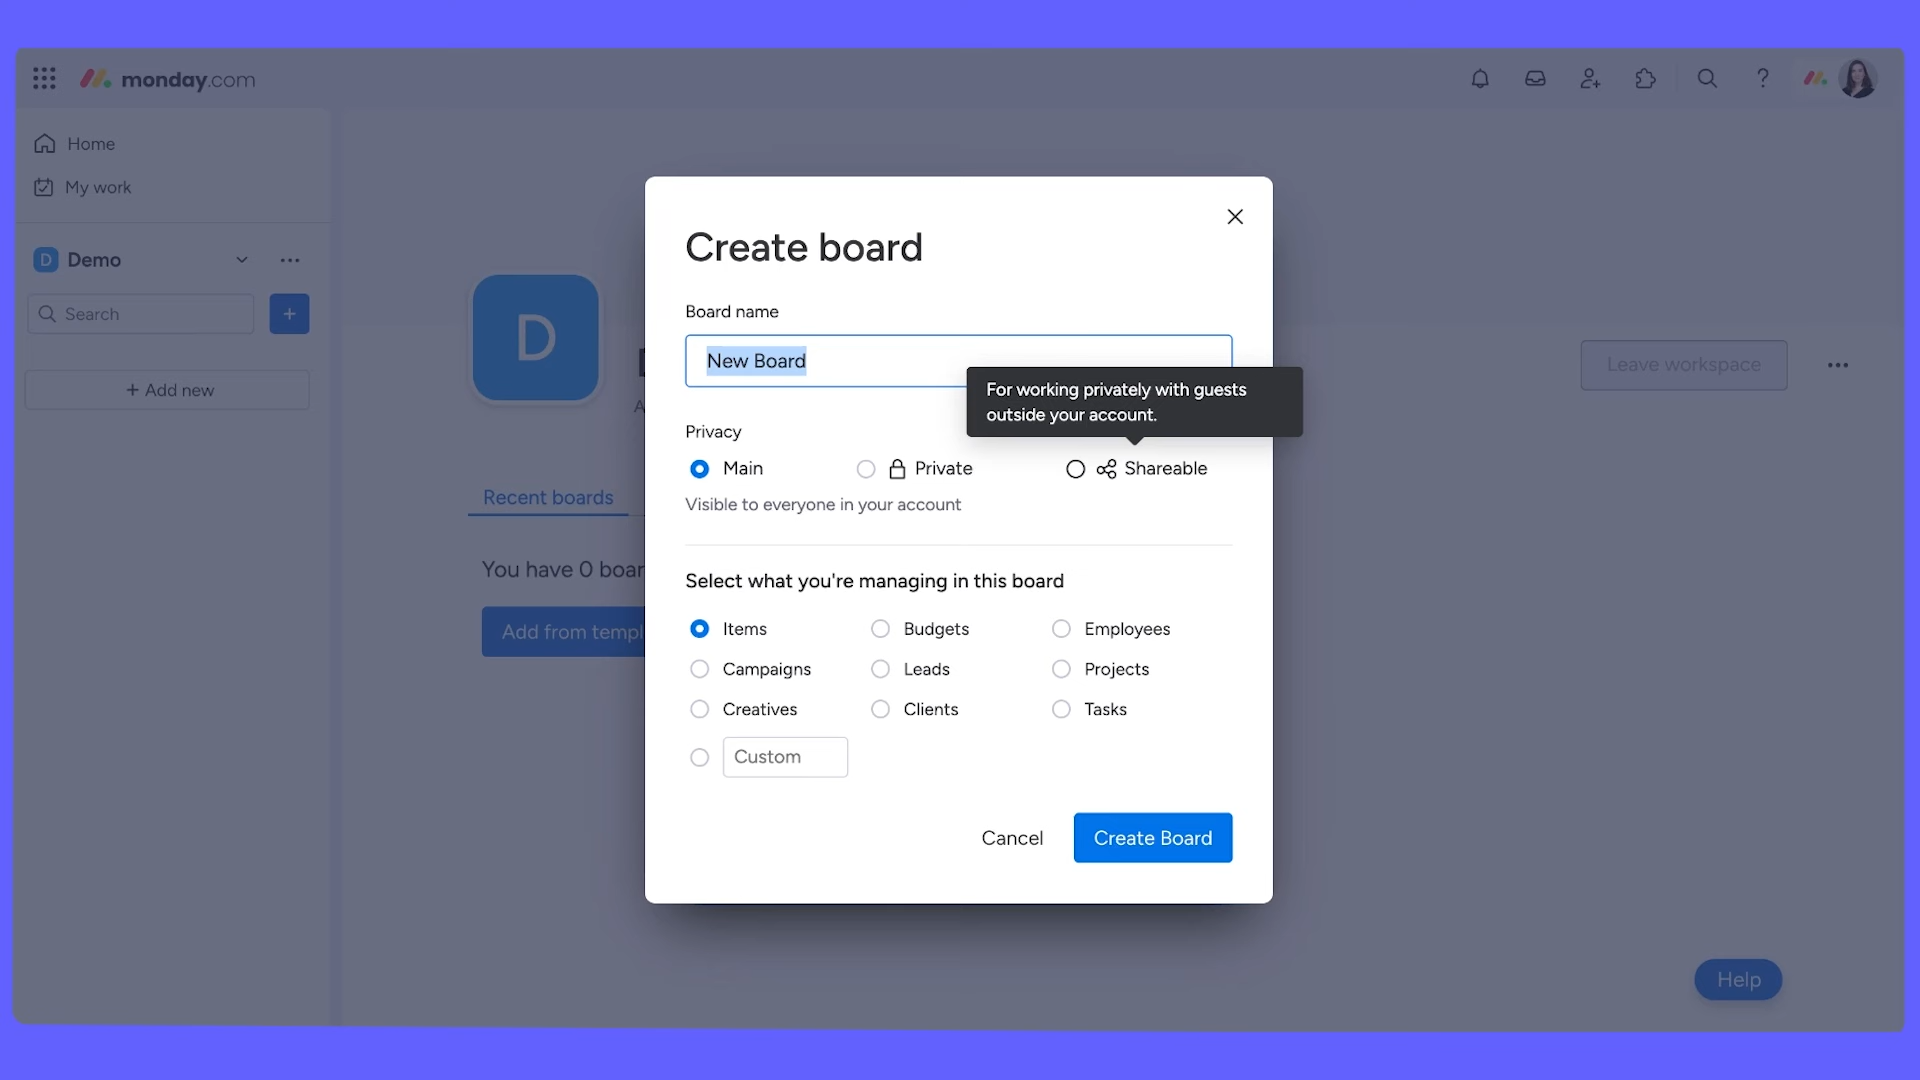 monday.com
Home
My work
D Demo
Search
+
+ Add new
D
Leave workspace
Recent boards
You have 0 boar
Add from templ
Create board
Board name
New Board
For working privately with guests
outside your account.
Privacy
Main
Private
Shareable
Visible to everyone in your account
Select what you're managing in this board
Items
Budgets
Employees
Campaigns
Leads
Projects
Creatives
Clients
Tasks
Custom
Cancel
Create Board
Help